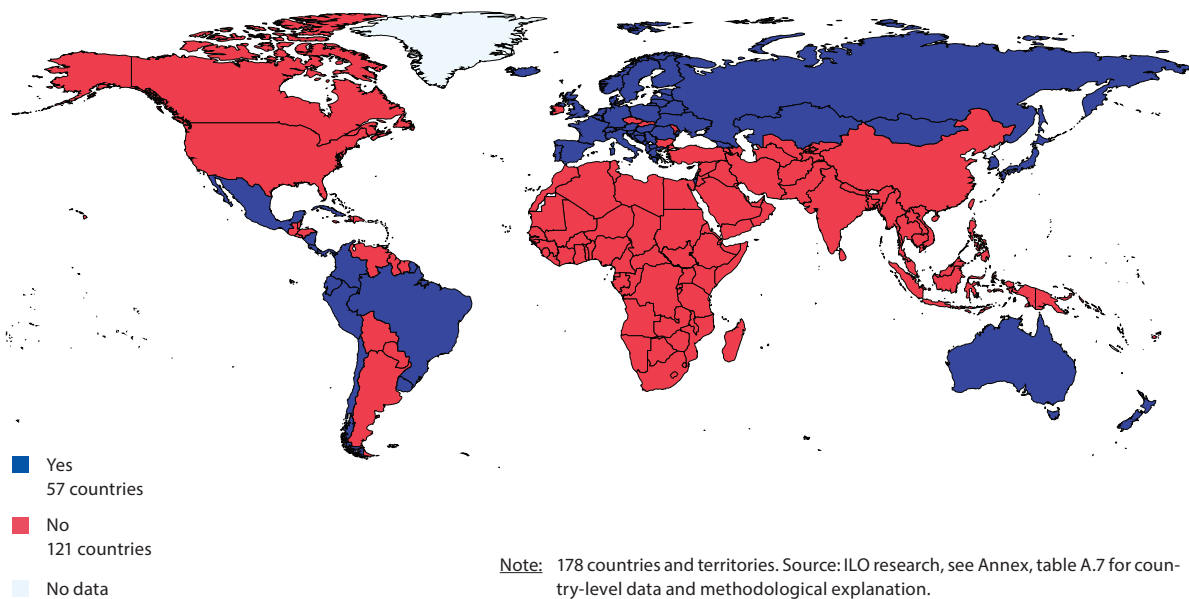 Yes
57 countries
No
121 countries
No data
Note: 178 countries and territories. Source: ILO research, see Annex, table A.7 for coun-
try-level data and methodological explanation.